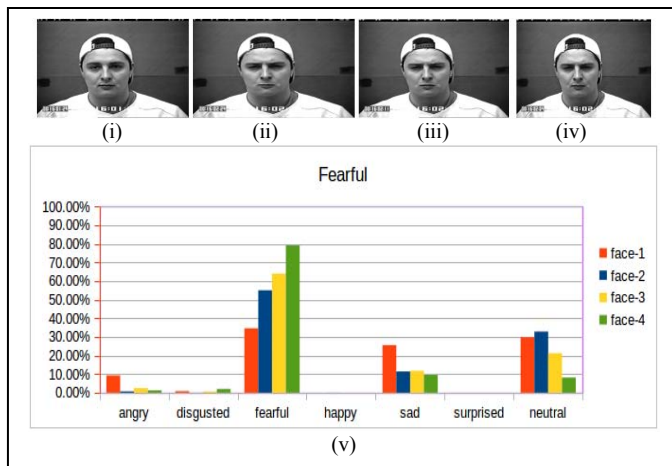 (i) (ii) (iii) (iv)
Fearful
100.00%
90.00%
80.00%
70.00%
60.00%
50.00%
40.00%
30.00%
20.00%
10.00%
0.00%
angry disgusted fearful happy sad surprised neutral
face-1
face-2
face-3
face-4
(v)